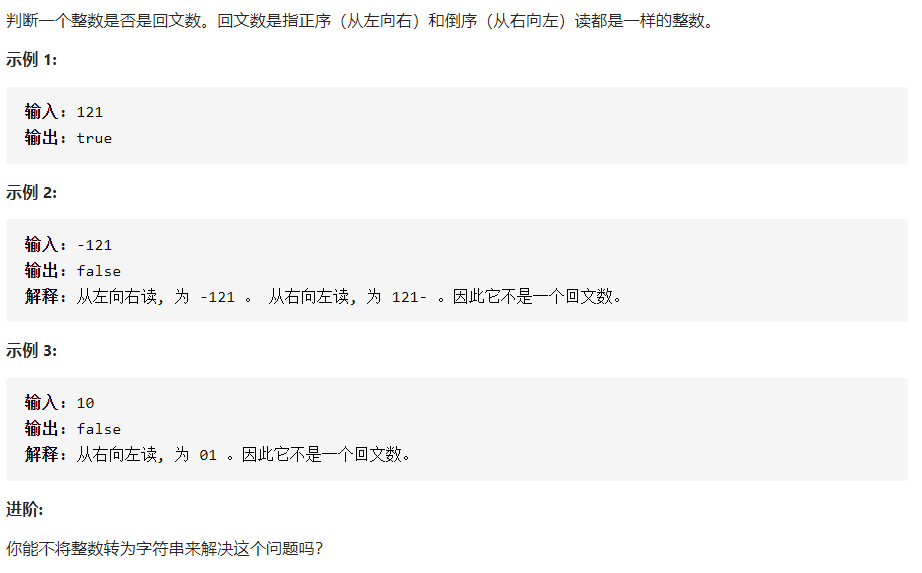 判断一个整数是否是回文数。回文数是指正序（从左向右）和倒序（从右向左）读都是一样的整数。
示例 1:
输入: 121
输出: true
示例 2:
输入: -121
输出: false
解释: 从左向右读, 为 -121 。 从右向左读, 为 121- 。因此它不是一个回文数。
示例 3:
输入: 10
输出: false
解释: 从右向左读, 为 01 。因此它不是一个回文数。
进阶:
你能不将整数转为字符串来解决这个问题吗?